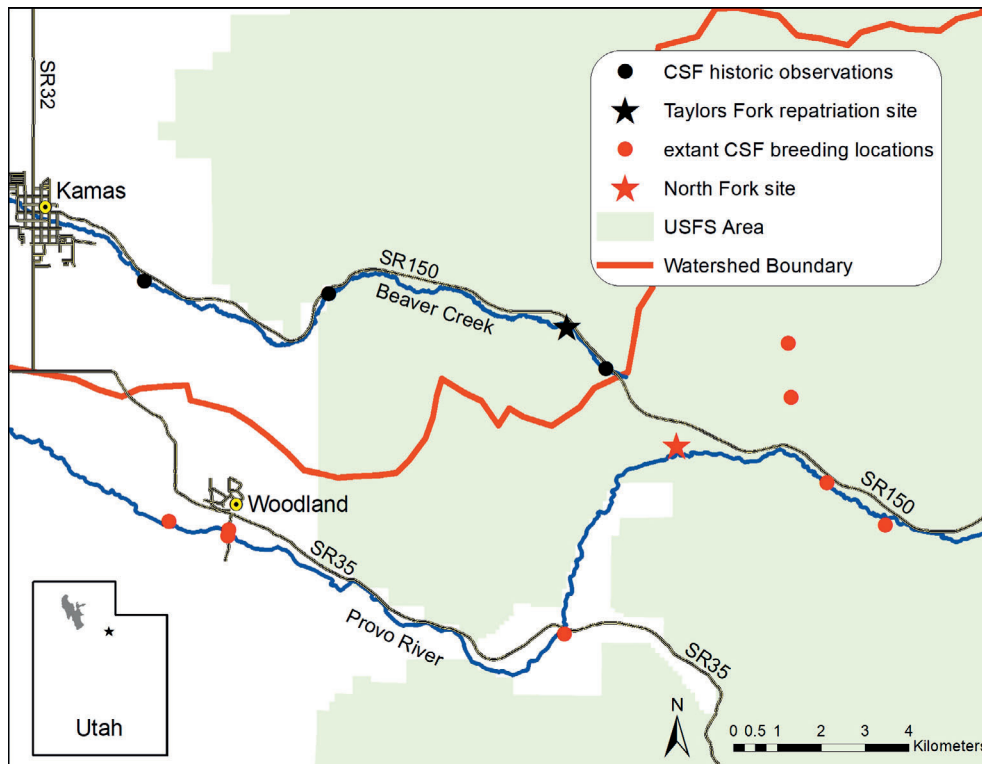 SR32
Kamas
CSF historic observations
Taylors Fork repatriation site
extant CSF breeding locations
North Fork site
USFS Area
Watershed Boundary
SR150
Beaver Creek
SR150
Woodland
SR35
Provo River
SR35
Utah
N
0 0.5 1 2 3 4
Kilometers